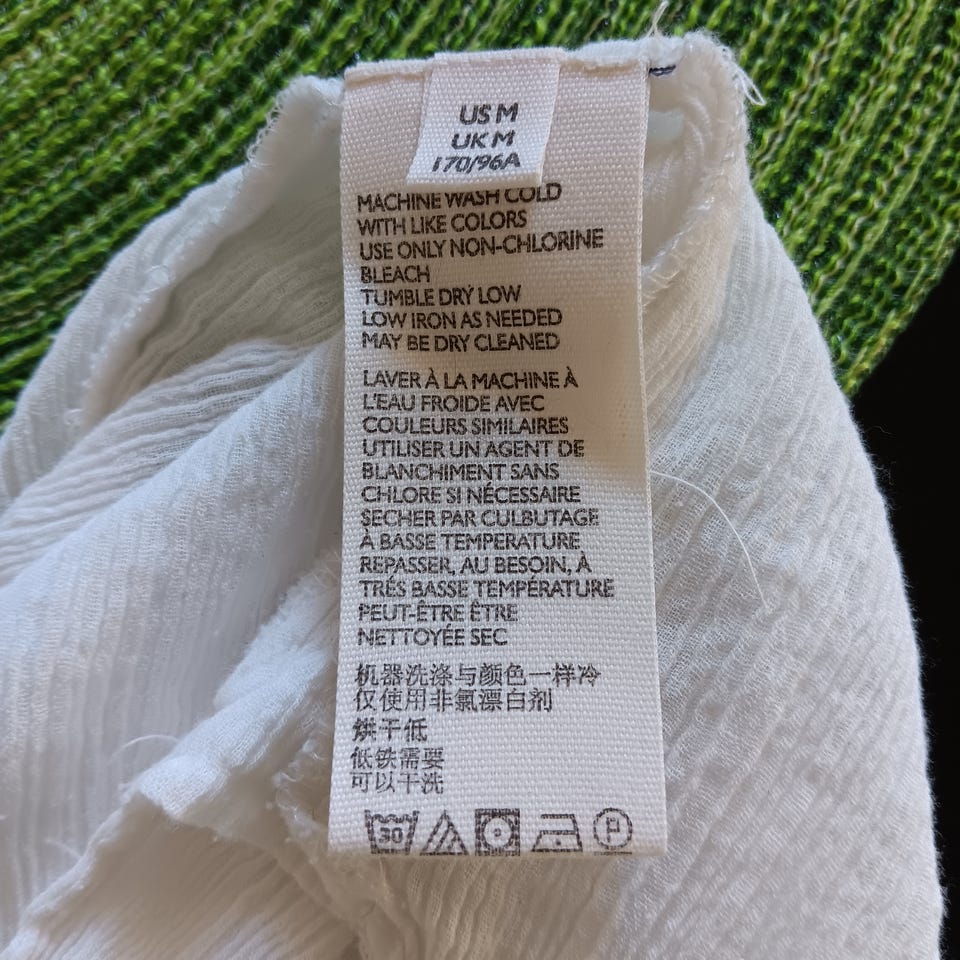 US M
UK M
170/96A
MACHINE WASH COLD
WITH LIKE COLORS
USE ONLY NON-CHLORINE
BLEACH
TUMBLE DRY LOW
LOW IRON AS NEEDED
MAY BE DRY CLEANED
LAVER À LA MACHINE À
L'EAU FROIDE AVEC
COULEURS SIMILAIRES
UTILISER UN AGENT DE
BLANCHIMENT SANS
CHLORE SI NÉCESSAIRE
SECHER PAR CULBUTAGE
À BASSE TEMPERATURE
REPASSER, AU BESOIN, À
TRÉS BASSE TEMPÉRATURE
PEUT-ÊTRE ÊTRE
NETTOYÉE SEC
机器洗涤与颜色一样冷
仅使用非氯漂白剂
烘干低
低铁需要
可以干洗
30 P